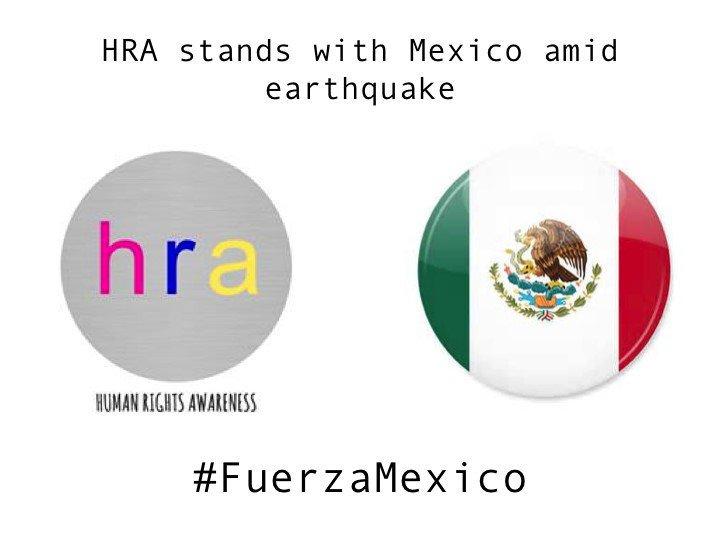 HRA stands with Mexico amid
earthquake
hra
HUMAN RIGHTS AWARENESS
#FuerzaMexico